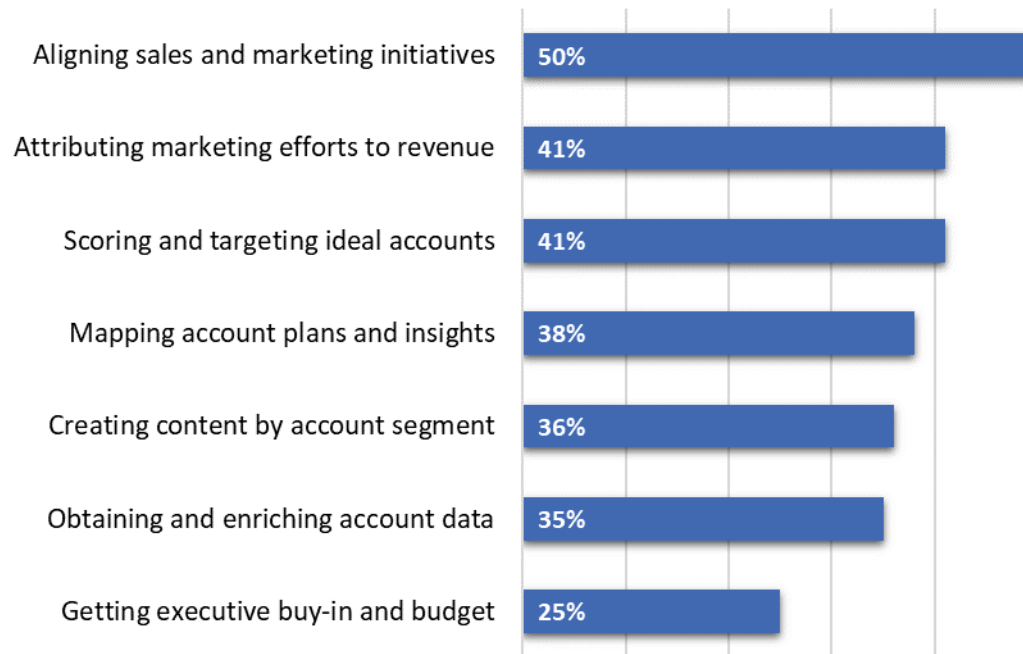 Aligning sales and marketing initiatives 50%
Attributing marketing efforts to revenue 41%
Scoring and targeting ideal accounts 41%
Mapping account plans and insights 38%
Creating content by account segment 36%
Obtaining and enriching account data 35%
Getting executive buy-in and budget 25%